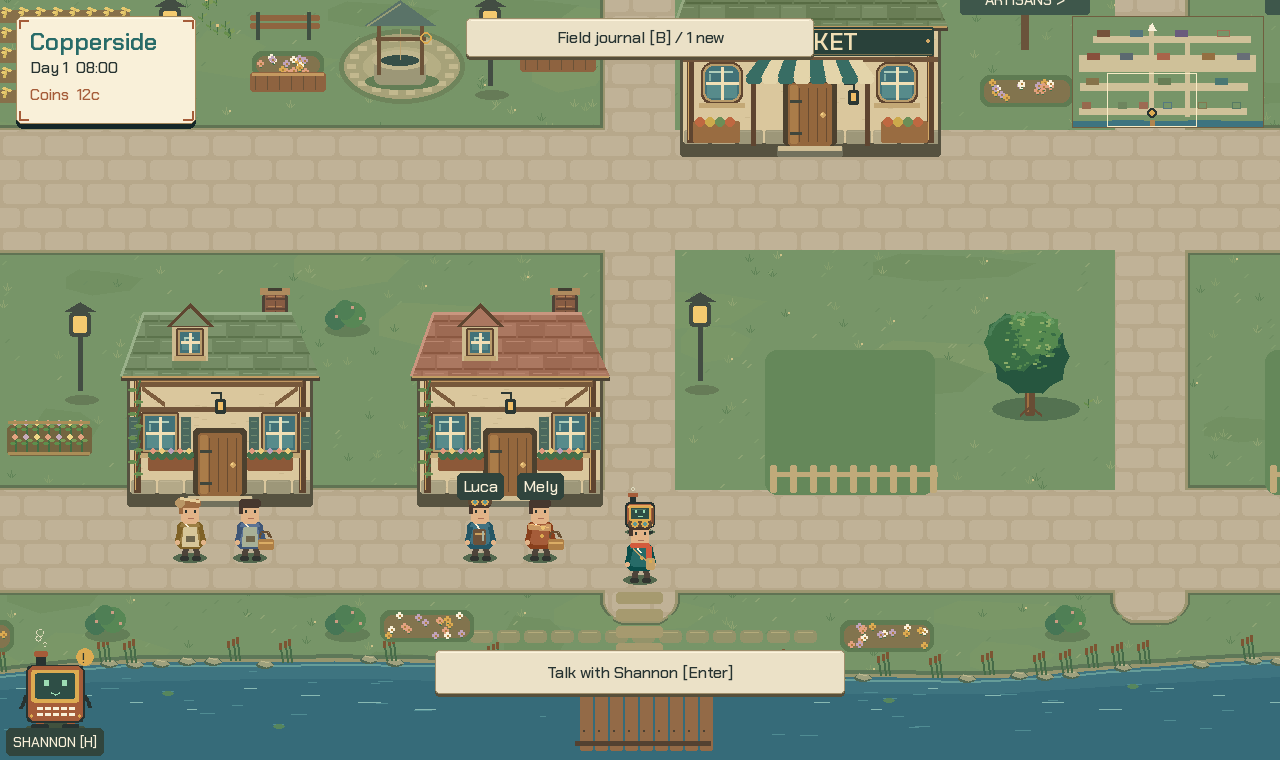 ARTISANS >
Copperside
Day 1 08:00
Coins 12c
Field journal [B] / 1 new
KET
Luca
Mely
Talk with Shannon [Enter]
!
SHANNON [H]